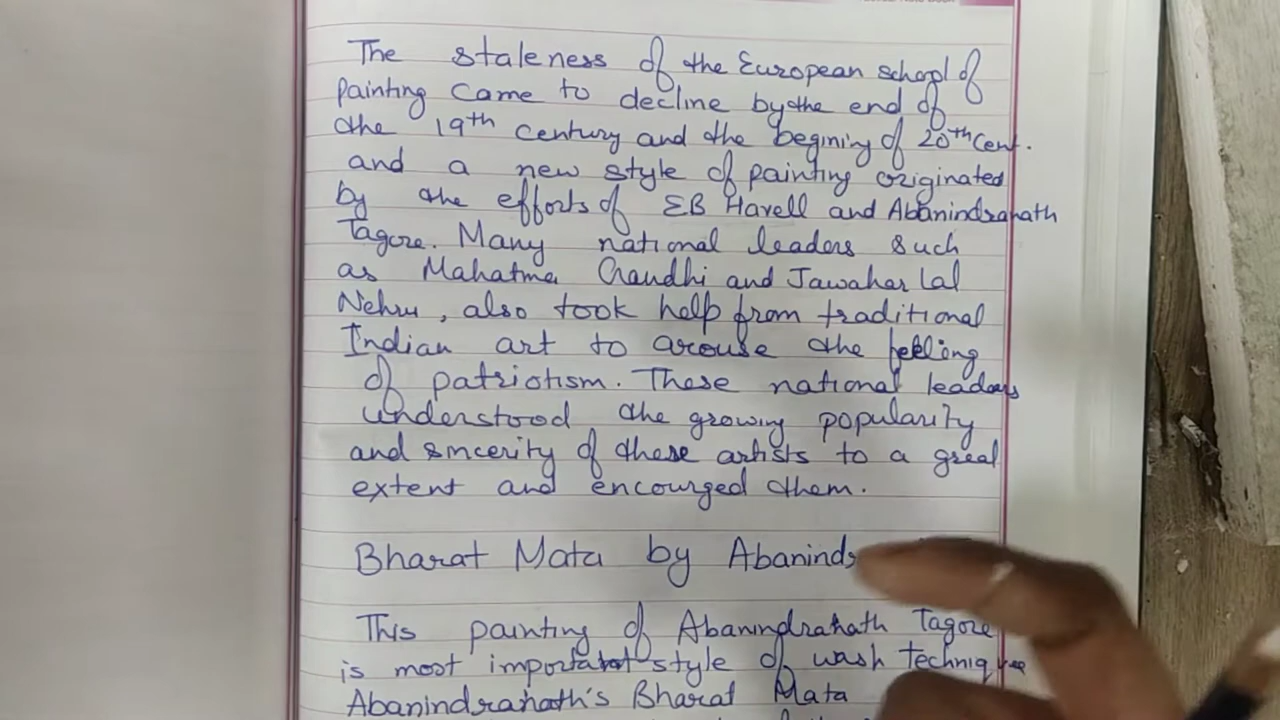 The staleness of the European school of
painting came to decline by the end of
the 19th century and the begining of 20th Cent.
and a new style of painting originated
by the efforts of EB Havell and Abanindranath
Tagore. Many national leaders such
as Mahatma Ghandhi and Jawahar lal
Nehru, also took help from traditional
Indian art to arouse the feeling
of patriotism. These national leaders
understood the growing popularity
and sincerity of these artists to a great
extent and encourged them.
Bharat Mata by
This painting of Abanindranath Tagore
is most important style of wash technique
Abanindranath's Bharat Mata